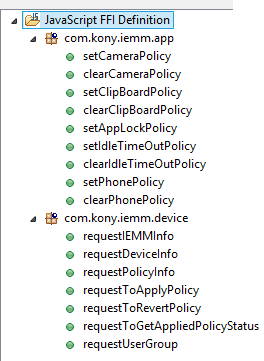 JavaScript FFI Definition
com.kony.iemm.app
setCameraPolicy
clearCameraPolicy
setClipBoardPolicy
clearClipBoardPolicy
setAppLockPolicy
setIdleTimeOutPolicy
clearIdleTimeOutPolicy
setPhonePolicy
clearPhonePolicy
com.kony.iemm.device
requestIEMMInfo
requestDeviceInfo
requestPolicyInfo
requestToApplyPolicy
requestToRevertPolicy
requestToGetAppliedPolicyStatus
requestUserGroup